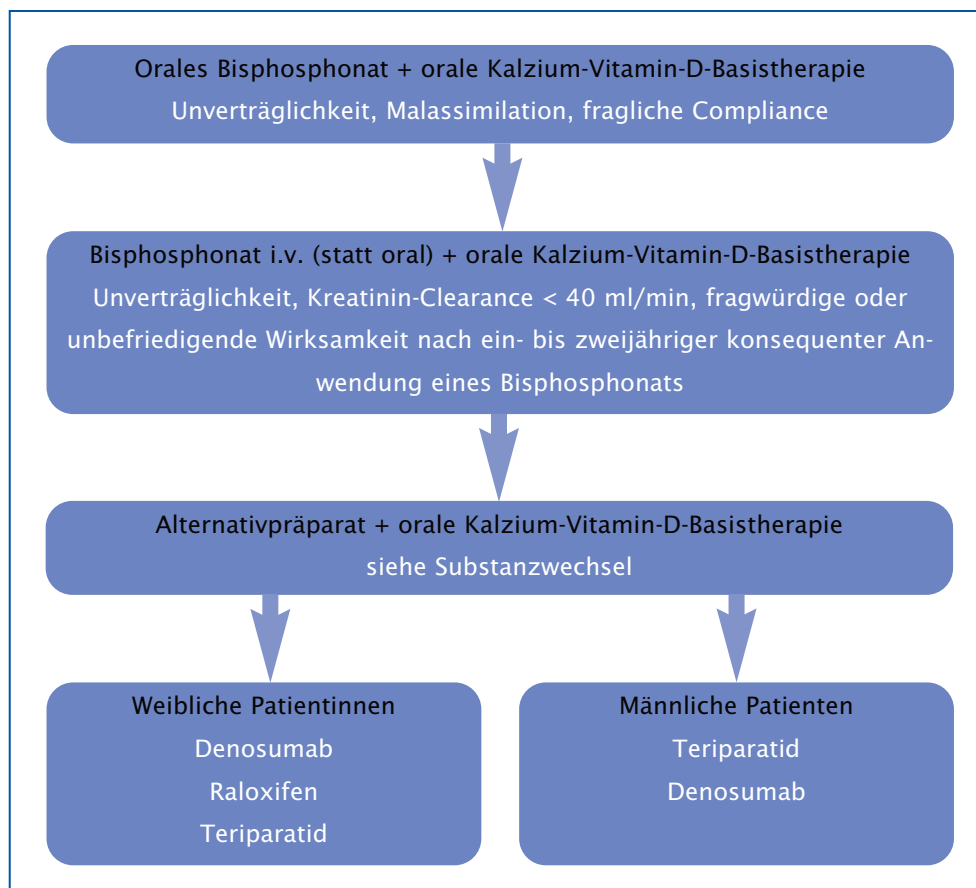 Orales Bisphosphonat + orale Kalzium-Vitamin-D-Basistherapie
Unverträglichkeit, Malassimilation, fragliche Compliance
Bisphosphonat i.v. (statt oral) + orale Kalzium-Vitamin-D-Basistherapie
Unverträglichkeit, Kreatinin-Clearance < 40 ml/min, fragwürdige oder
unbefriedigende Wirksamkeit nach ein- bis zweijähriger konsequenter An-
wendung eines Bisphosphonats
Alternativpräparat + orale Kalzium-Vitamin-D-Basistherapie
siehe Substanzwechsel
Weibliche Patientinnen
Denosumab
Raloxifen
Teriparatid
Männliche Patienten
Teriparatid
Denosumab